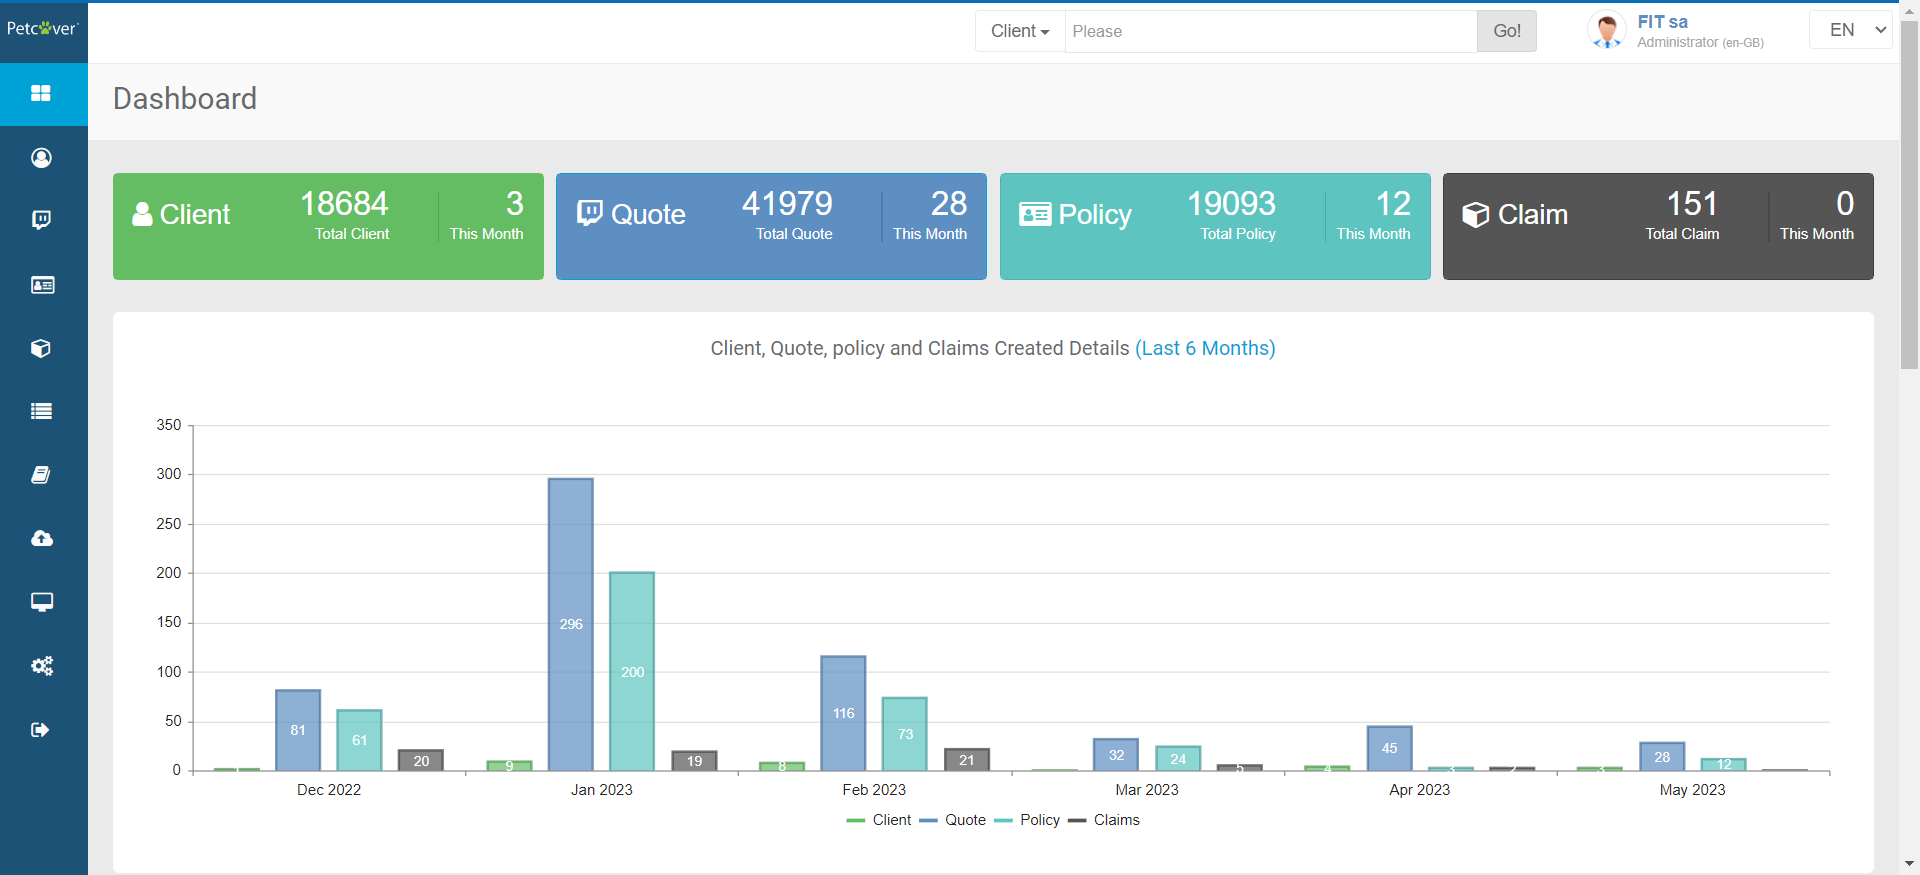 Petcover
Client
Please
Go!
FIT sa
Administrator (en-GB)
EN
Dashboard
Client
18684
Total Client
3
This Month
Quote
41979
Total Quote
28
This Month
Policy
19093
Total Policy
12
This Month
Claim
151
Total Claim
0
This Month
Client, Quote, policy and Claims Created Details (Last 6 Months)
350
300
250
200
150
100
50
0
81
61
20
9
296
200
19
8
116
73
21
32
24
5
4
45
3
2
3
28
12
Dec 2022
Jan 2023
Feb 2023
Mar 2023
Apr 2023
May 2023
Client
Quote
Policy
Claims